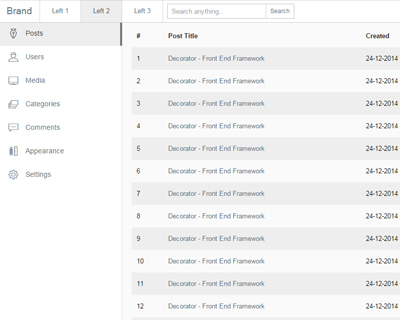 Brand Left 1 Left 2 Left 3 Search anything... Search
Posts
Users
Media
Categories
Comments
Appearance
Settings
# Post Title Created
1 Decorator - Front End Framework 24-12-2014
2 Decorator - Front End Framework 24-12-2014
3 Decorator - Front End Framework 24-12-2014
4 Decorator - Front End Framework 24-12-2014
5 Decorator - Front End Framework 24-12-2014
6 Decorator - Front End Framework 24-12-2014
7 Decorator - Front End Framework 24-12-2014
8 Decorator - Front End Framework 24-12-2014
9 Decorator - Front End Framework 24-12-2014
10 Decorator - Front End Framework 24-12-2014
11 Decorator - Front End Framework 24-12-2014
12 Decorator - Front End Framework 24-12-2014